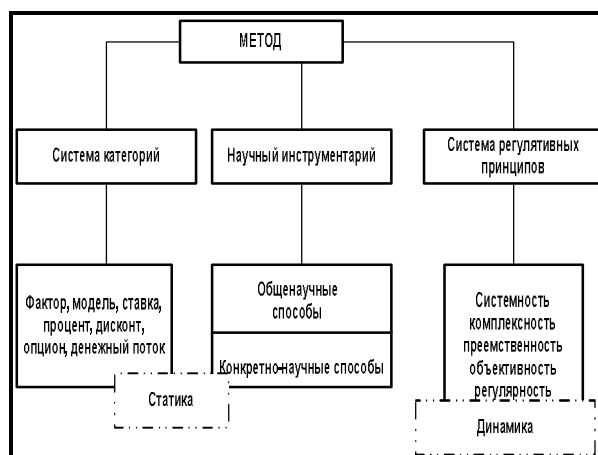 МЕТОД
Система категорий
Научный инструментарий
Система регулятивных
принципов
Фактор, модель, ставка,
процент, дисконт,
опцион, денежный поток
Общенаучные
способы
Конкретно-научные способы
Системность
комплексность
преемственность
объективность
регулярность
Статика
Динамика